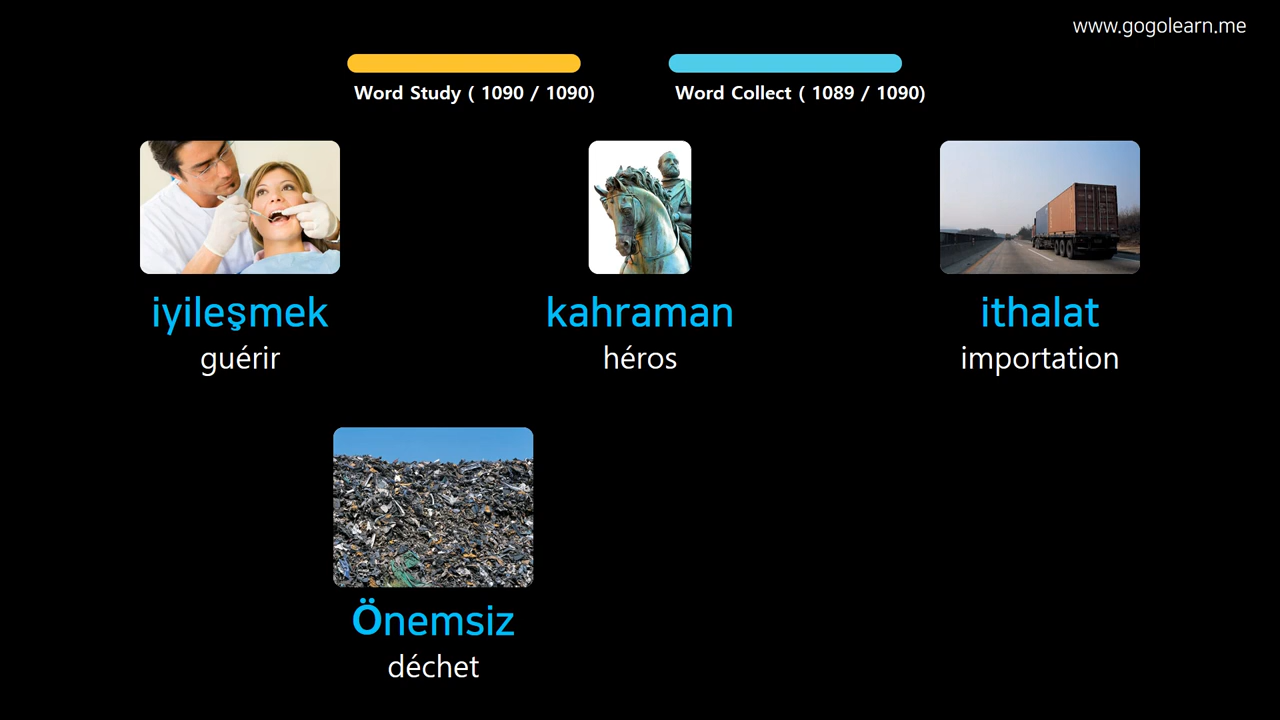 www.gogolearn.me
Word Study ( 1090 / 1090)
Word Collect ( 1089 / 1090)
iyileşmek
guérir
kahraman
héros
ithalat
importation
Önemsiz
déchet